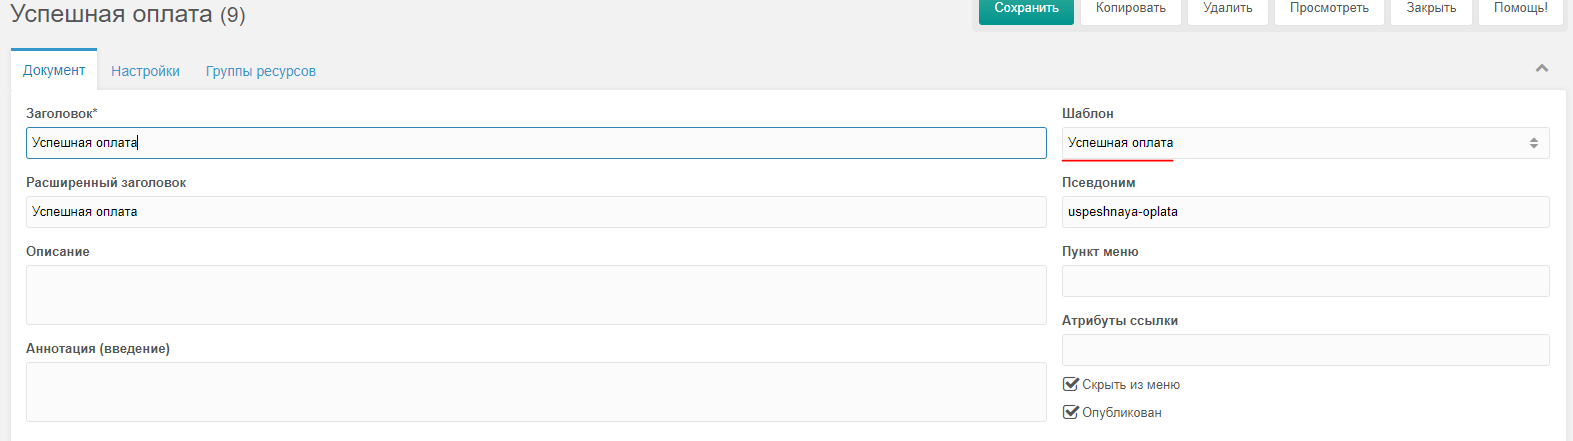 Успешная оплата (9)
Сохранить Копировать Удалить Просмотреть Закрыть Помощь!
Документ Настройки Группы ресурсов
Заголовок*
Успешная оплата
Расширенный заголовок
Успешная оплата
Описание
Аннотация (введение)
Шаблон
Успешная оплата
Псевдоним
uspeshnaya-oplata
Пункт меню
Атрибуты ссылки
Скрыть из меню
Опубликован